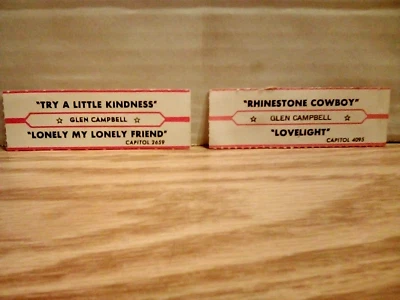 "TRY A LITTLE KINDNESS"
GLEN CAMPBELL
"LONELY MY LONELY FRIEND"
CAPITOL 2659
"RHINESTONE COWBOY"
GLEN CAMPBELL
"LOVELIGHT"
CAPITOL 4095